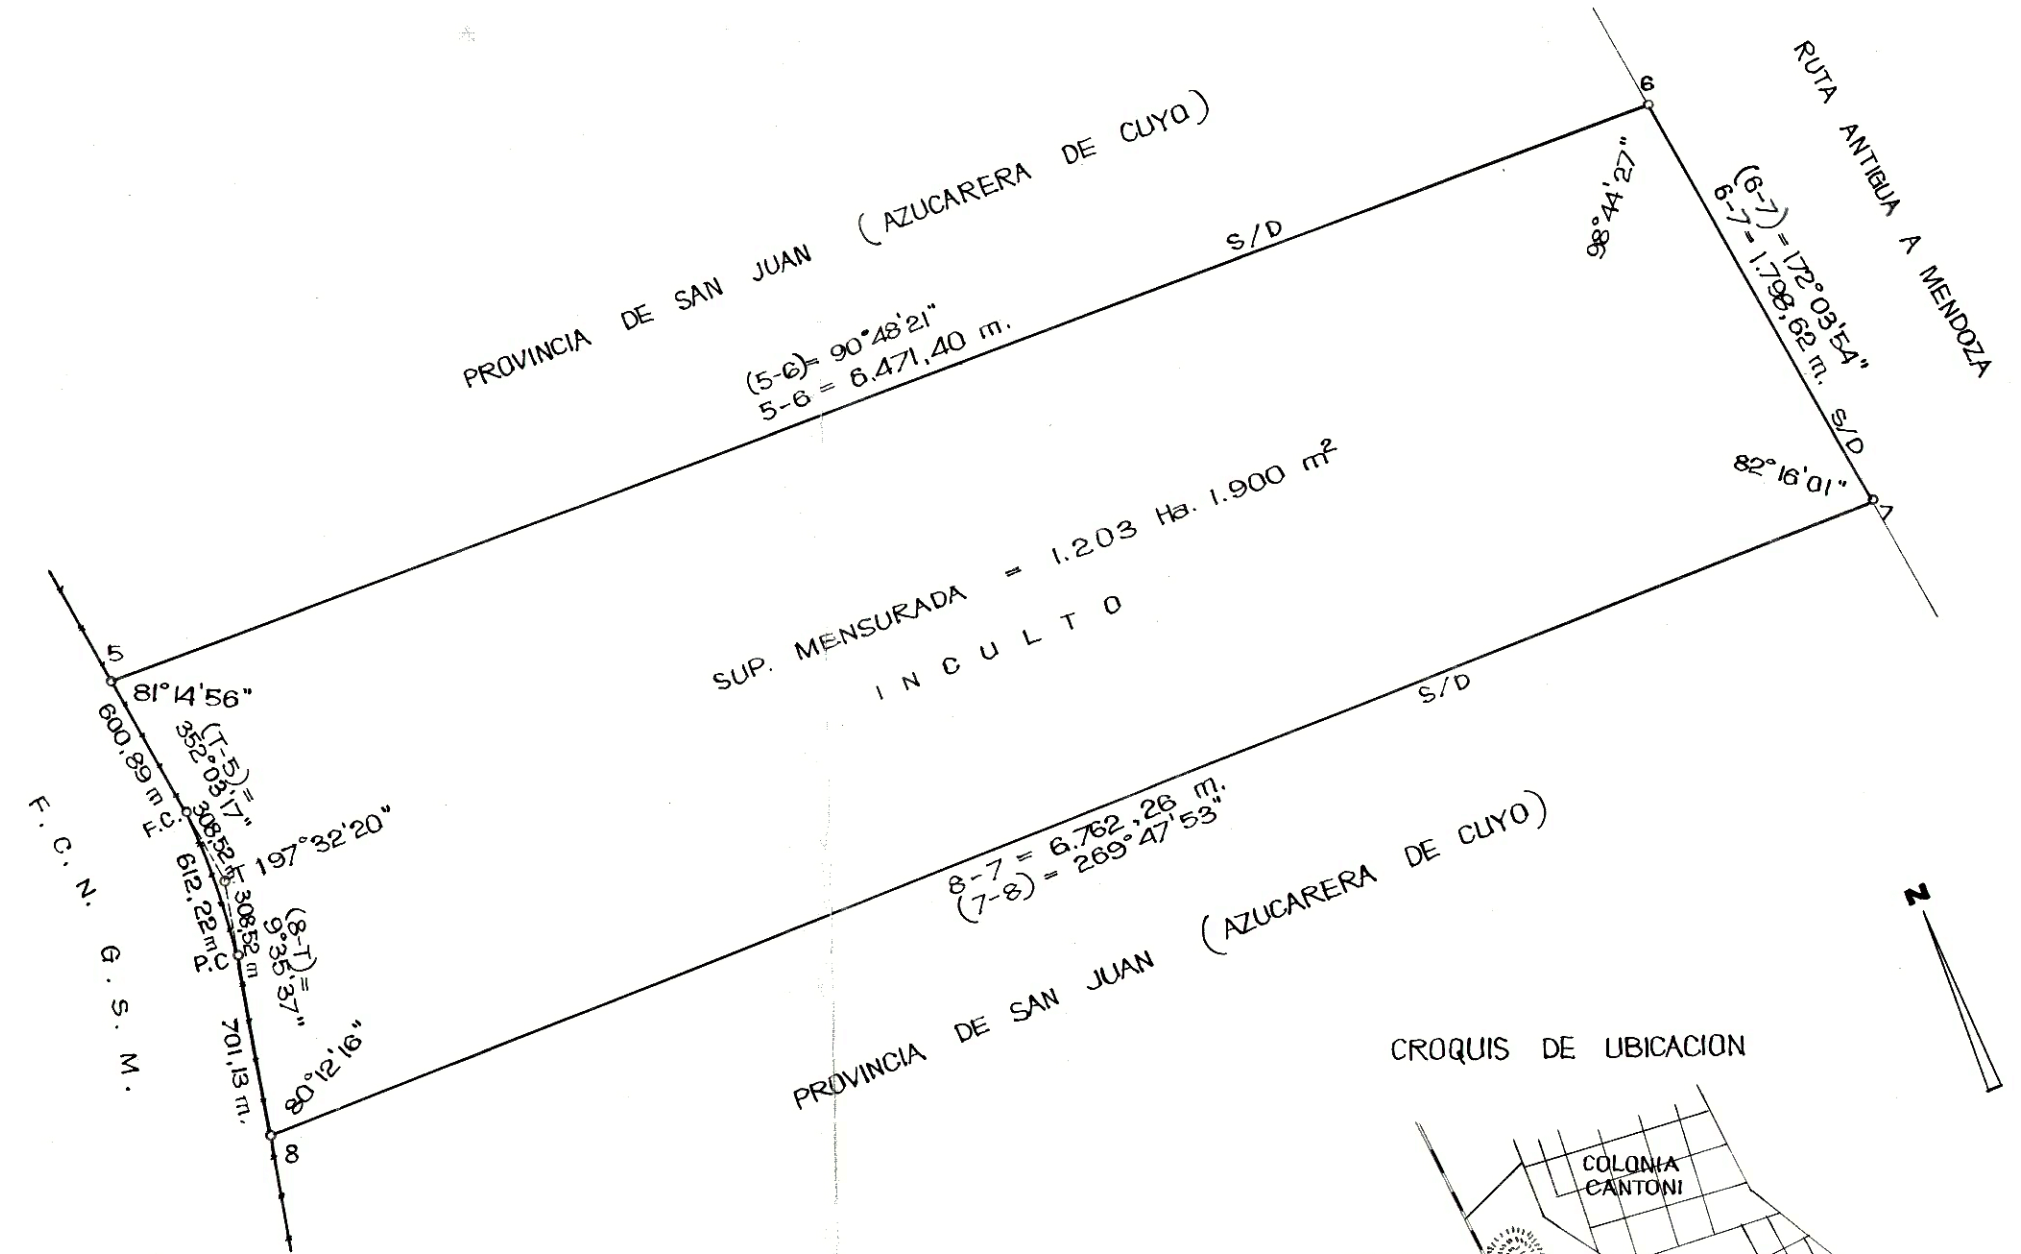 6
RUTA ANTIGUA A MENDOZA
PROVINCIA DE SAN JUAN (AZUCARERA DE CUYO)
S/D
98°44'27"
(6-7) = 172°03'54"
6-7 = 1.798,62 m.
S/D
(5-6)= 90°48'21"
5-6 = 6.471,40 m.
82°16'01"
7
SUP. MENSURADA = 1.203 Ha. 1.900 m²
INCULTO
5
81°14'56"
600,89 m
(T-5)=
352°03'17"
F.C.
308,52 m
T
197°32'20"
612,22 m
308,52 m
P.C
(8-T)=
9°35'37"
701,13 m.
80°12'16"
8
F.C.N.G.S.M.
S/D
8-7 = 6.762,26 m.
(7-8) = 269°47'53"
PROVINCIA DE SAN JUAN (AZUCARERA DE CUYO)
N
CROQUIS DE UBICACION
COLONIA
CANTONI